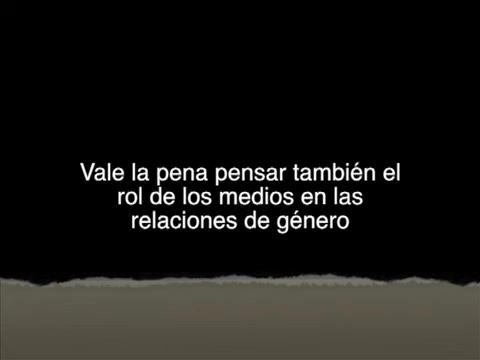 Vale la pena pensar también el
rol de los medios en las
relaciones de género